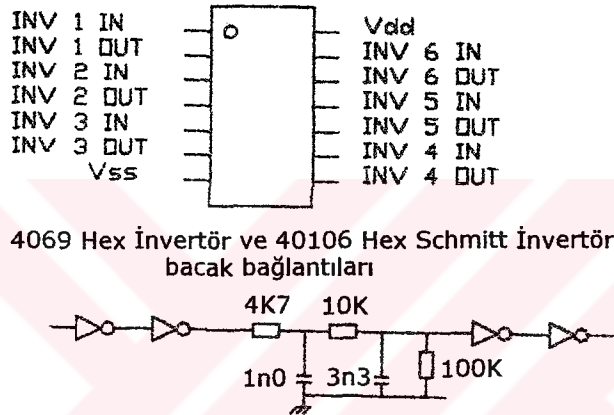 INV 1 IN
INV 1 OUT
INV 2 IN
INV 2 OUT
INV 3 IN
INV 3 OUT
Vss
Vdd
INV 6 IN
INV 6 OUT
INV 5 IN
INV 5 OUT
INV 4 IN
INV 4 OUT
4069 Hex İnvertör ve 40106 Hex Schmitt İnvertör
bacak bağlantıları
4K7 10K
1n0 3n3 100K